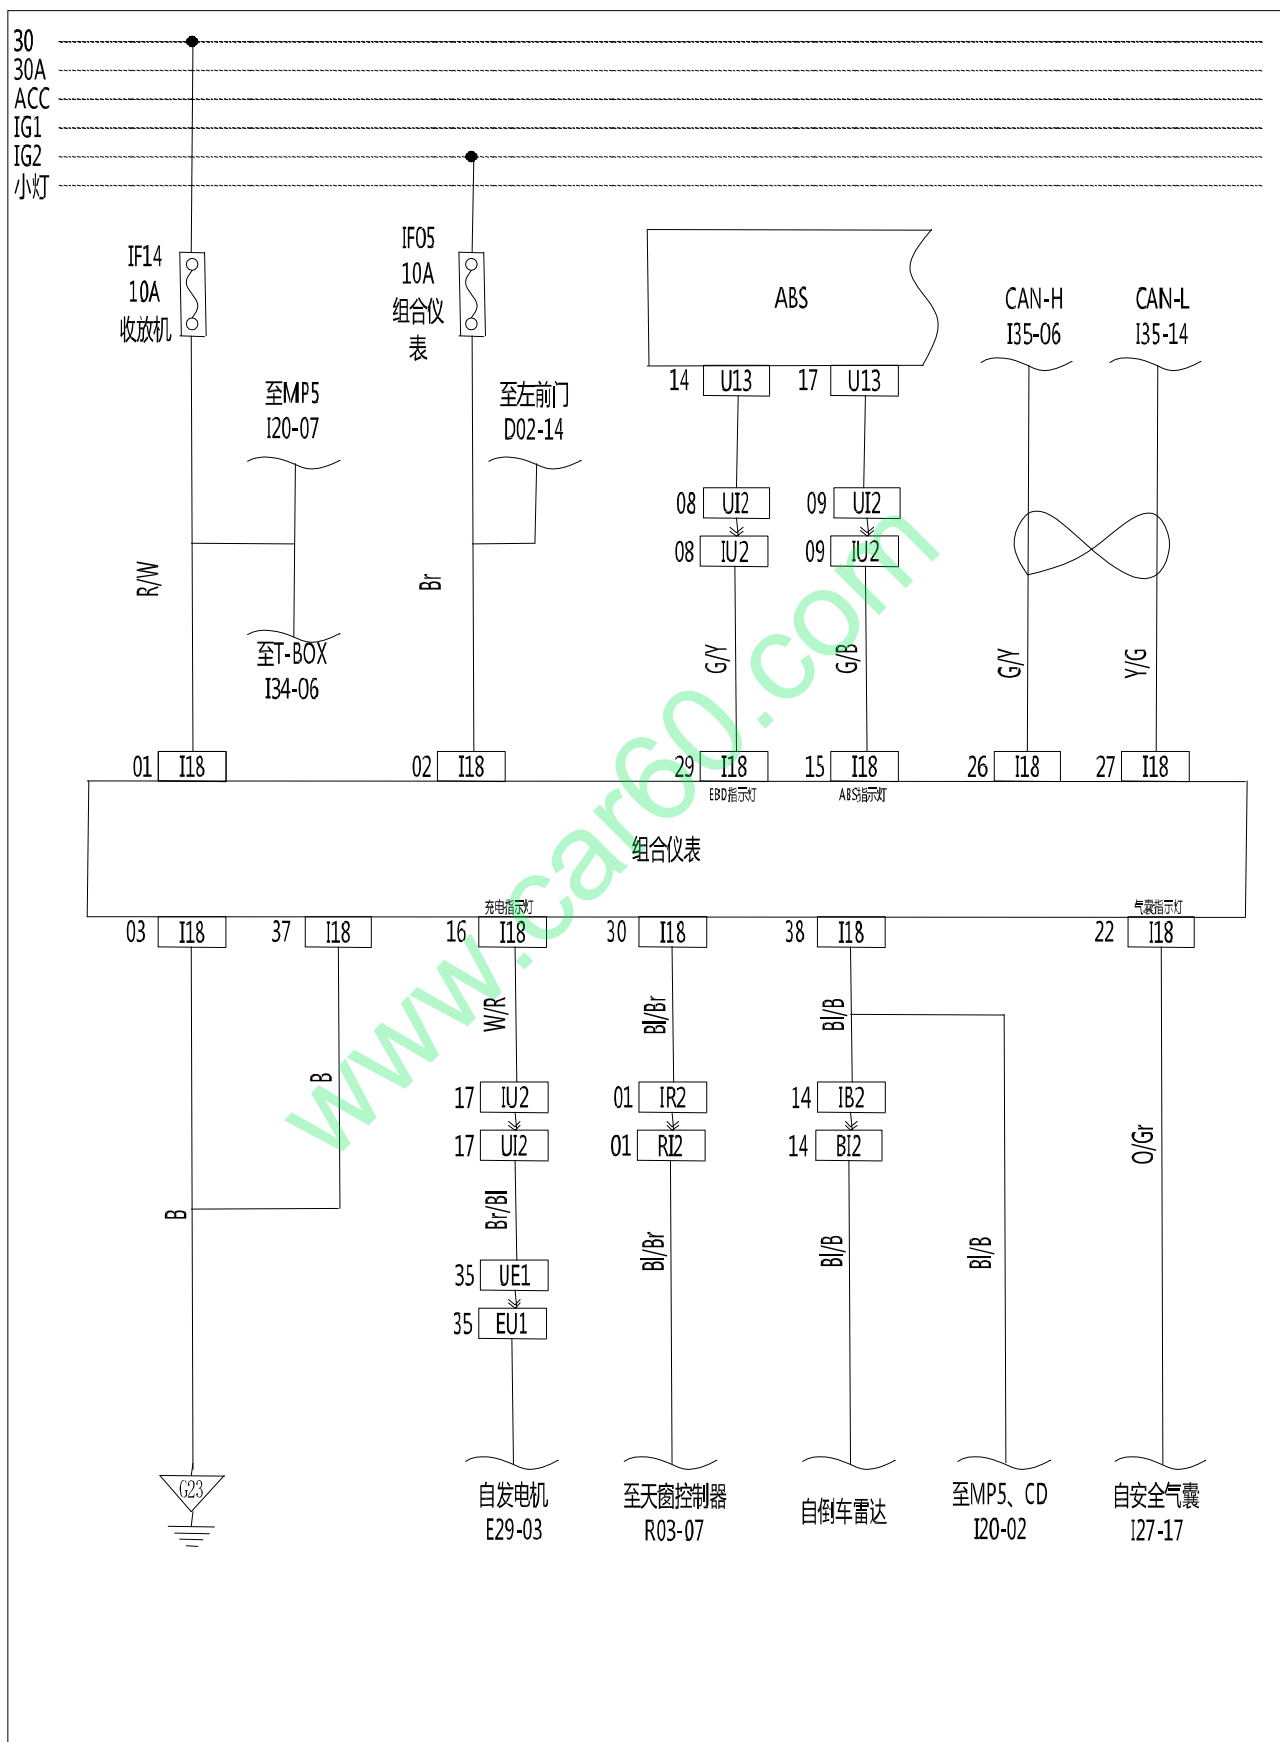 30
30A
ACC
IG1
IG2
小灯
IF14
10A
收放机
IF05
10A
组合仪
表
ABS
CAN-H
I35-06
CAN-L
I35-14
14 U13
17 U13
至MP5
I20-07
至左前门
D02-14
08 UI2
09 UI2
08 IU2
09 IU2
R/W
Br
至T-BOX
I34-06
G/Y
G/B
G/Y
Y/G
01 I18
02 I18
29 I18
15 I18
26 I18
27 I18
EBD指示灯
ABS指示灯
组合仪表
充电指示灯
气囊指示灯
03 I18
37 I18
16 I18
30 I18
38 I18
22 I18
W/R
Bl/Br
Bl/B
B
17 IU2
01 IR2
14 IB2
17 UI2
01 RI2
14 BI2
O/Gr
B
Br/Bl
Bl/Br
Bl/B
Bl/B
35 UE1
35 EU1
G23
自发电机
E29-03
至天窗控制器
R03-07
自倒车雷达
至MP5、CD
I20-02
自安全气囊
I27-17
www.car60.com